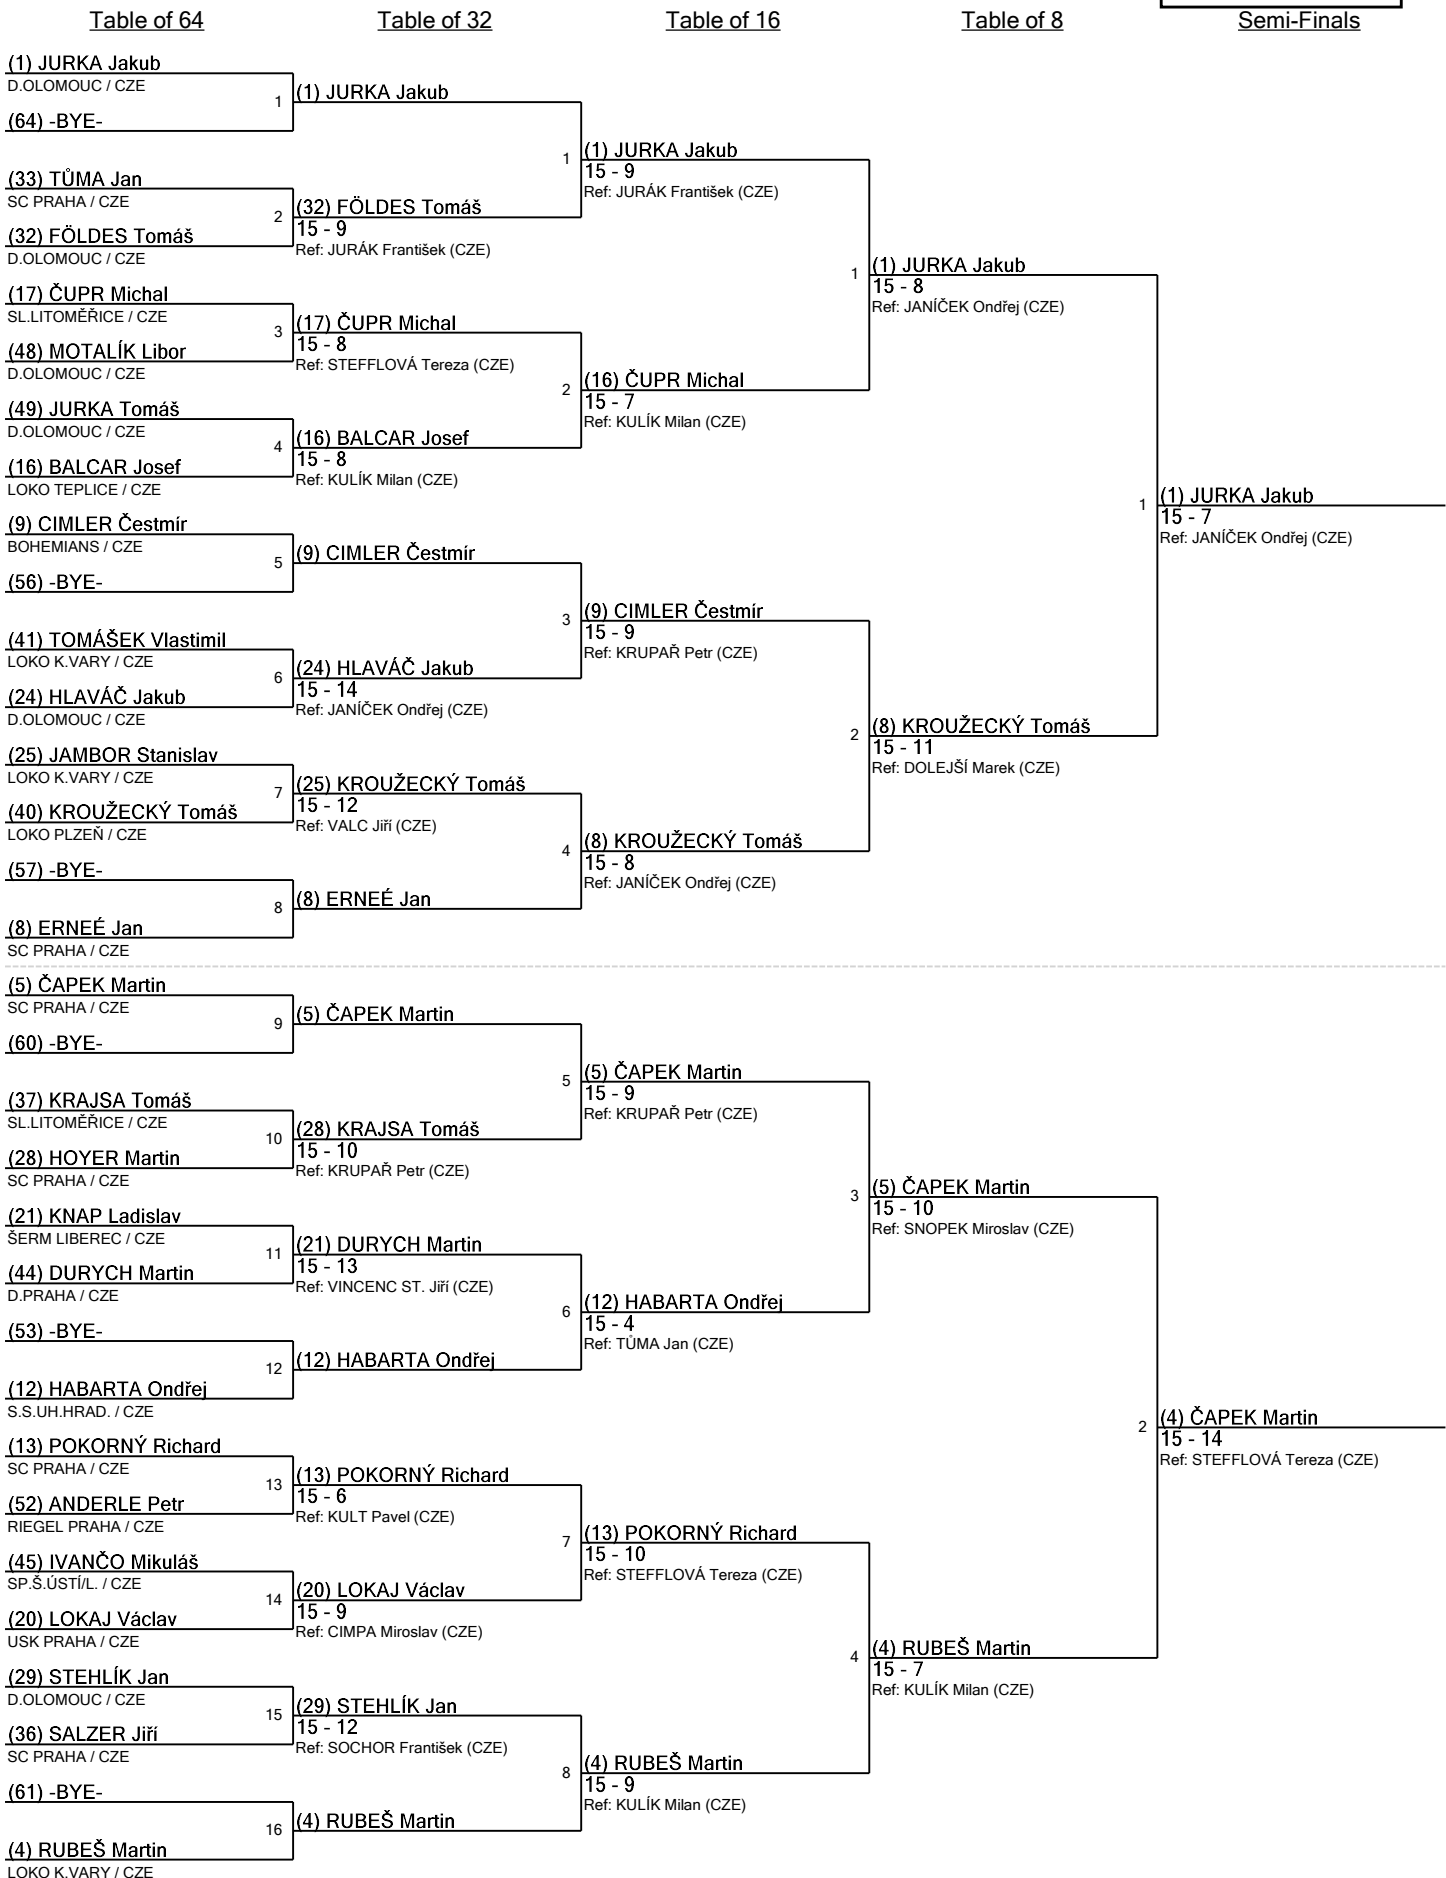 Table of 64
Table of 32
Table of 16
Table of 8
Semi-Finals
(1) JURKA Jakub
D.OLOMOUC / CZE
1
(64) -BYE-
(33) TŮMA Jan
SC PRAHA / CZE
2
(32) FÖLDES Tomáš
D.OLOMOUC / CZE
(17) ČUPR Michal
SL.LITOMĚŘICE / CZE
3
(48) MOTALÍK Libor
D.OLOMOUC / CZE
(49) JURKA Tomáš
D.OLOMOUC / CZE
4
(16) BALCAR Josef
LOKO TEPLICE / CZE
(9) CIMLER Čestmír
BOHEMIANS / CZE
5
(56) -BYE-
(41) TOMÁŠEK Vlastimil
LOKO K.VARY / CZE
6
(24) HLAVÁČ Jakub
D.OLOMOUC / CZE
(25) JAMBOR Stanislav
LOKO K.VARY / CZE
7
(40) KROUŽECKÝ Tomáš
LOKO PLZEŇ / CZE
(57) -BYE-
8
(8) ERNEÉ Jan
SC PRAHA / CZE
(5) ČAPEK Martin
SC PRAHA / CZE
9
(60) -BYE-
(37) KRAJSA Tomáš
SL.LITOMĚŘICE / CZE
10
(28) HOYER Martin
SC PRAHA / CZE
(21) KNAP Ladislav
ŠERM LIBEREC / CZE
11
(44) DURYCH Martin
D.PRAHA / CZE
(53) -BYE-
12
(12) HABARTA Ondřej
S.S.UH.HRAD. / CZE
(13) POKORNÝ Richard
SC PRAHA / CZE
13
(52) ANDERLE Petr
RIEGEL PRAHA / CZE
(45) IVANČO Mikuláš
SP.Š.ÚSTÍ/L. / CZE
14
(20) LOKAJ Václav
USK PRAHA / CZE
(29) STEHLÍK Jan
D.OLOMOUC / CZE
15
(36) SALZER Jiří
SC PRAHA / CZE
(61) -BYE-
16
(4) RUBEŠ Martin
LOKO K.VARY / CZE
(1) JURKA Jakub
1
(32) FÖLDES Tomáš
15 - 9
Ref: JURÁK František (CZE)
(17) ČUPR Michal
15 - 8
Ref: STEFFLOVÁ Tereza (CZE)
2
(16) BALCAR Josef
15 - 8
Ref: KULÍK Milan (CZE)
(9) CIMLER Čestmír
3
(24) HLAVÁČ Jakub
15 - 14
Ref: JANÍČEK Ondřej (CZE)
(25) KROUŽECKÝ Tomáš
15 - 12
Ref: VALC Jiří (CZE)
4
(8) ERNEÉ Jan
(5) ČAPEK Martin
5
(28) KRAJSA Tomáš
15 - 10
Ref: KRUPAŘ Petr (CZE)
(21) DURYCH Martin
15 - 13
Ref: VINCENC ST. Jiří (CZE)
6
(12) HABARTA Ondřej
(13) POKORNÝ Richard
15 - 6
Ref: KULT Pavel (CZE)
7
(20) LOKAJ Václav
15 - 9
Ref: CIMPA Miroslav (CZE)
(29) STEHLÍK Jan
15 - 12
Ref: SOCHOR František (CZE)
8
(4) RUBEŠ Martin
(1) JURKA Jakub
15 - 9
Ref: JURÁK František (CZE)
1
(16) ČUPR Michal
15 - 7
Ref: KULÍK Milan (CZE)
(9) CIMLER Čestmír
15 - 9
Ref: KRUPAŘ Petr (CZE)
2
(8) KROUŽECKÝ Tomáš
15 - 8
Ref: JANÍČEK Ondřej (CZE)
(5) ČAPEK Martin
15 - 9
Ref: KRUPAŘ Petr (CZE)
3
(12) HABARTA Ondřej
15 - 4
Ref: TŮMA Jan (CZE)
(13) POKORNÝ Richard
15 - 10
Ref: STEFFLOVÁ Tereza (CZE)
4
(4) RUBEŠ Martin
15 - 9
Ref: KULÍK Milan (CZE)
(1) JURKA Jakub
15 - 8
Ref: JANÍČEK Ondřej (CZE)
1
(8) KROUŽECKÝ Tomáš
15 - 11
Ref: DOLEJŠÍ Marek (CZE)
(5) ČAPEK Martin
15 - 10
Ref: SNOPEK Miroslav (CZE)
2
(4) RUBEŠ Martin
15 - 7
Ref: KULÍK Milan (CZE)
(1) JURKA Jakub
15 - 7
Ref: JANÍČEK Ondřej (CZE)
(4) ČAPEK Martin
15 - 14
Ref: STEFFLOVÁ Tereza (CZE)